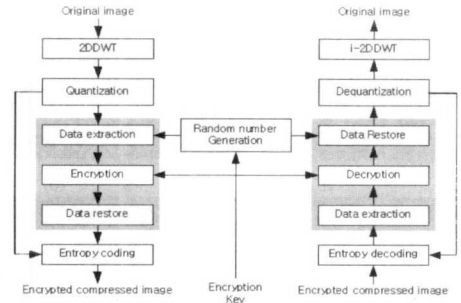 Original image
2DDWT
Quantization
Data extraction
Encryption
Data restore
Entropy coding
Encrypted compressed image
Random number
Generation
Encryption
Key
Original image
i-2DDWT
Dequantization
Data Restore
Decryption
Data extraction
Entropy decoding
Encrypted compressed image